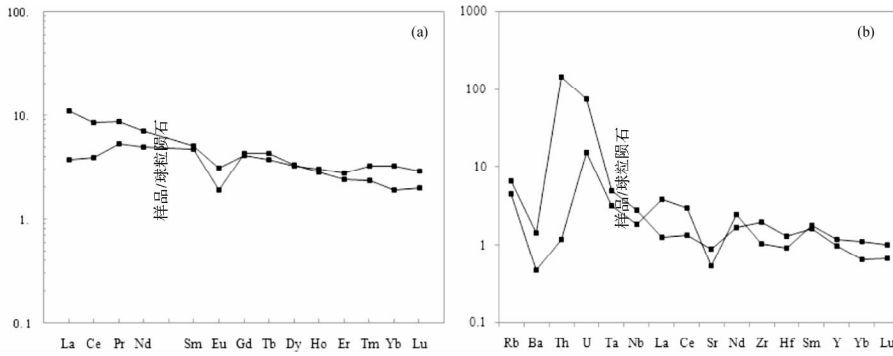 100.
10.
1.
0.1
样品/球粒陨石
(a)
La Ce Pr Nd Sm Eu Gd Tb Dy Ho Er Tm Yb Lu
1000
100
10
1
0.1
样品/球粒陨石
(b)
Rb Ba Th U Ta Nb La Ce Sr Nd Zr Hf Sm Y Yb Lu